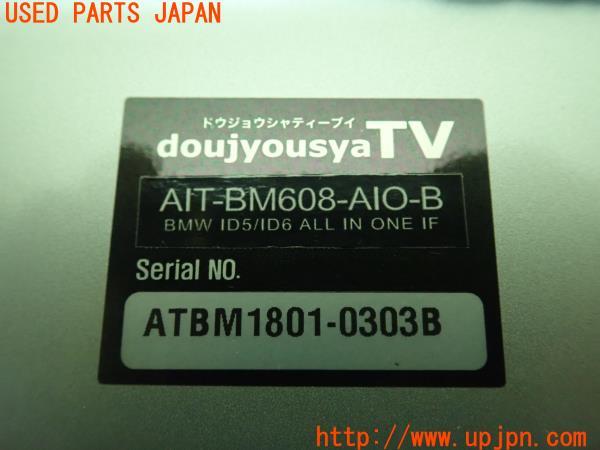 USED PARTS JAPAN
ドウジョウシャティーブイ
doujyousyaTV
AIT-BM608-AIO-B
BMW ID5/ID6 ALL IN ONE IF
Serial NO.
ATBM1801-0303B
http://www.upjpn.com/